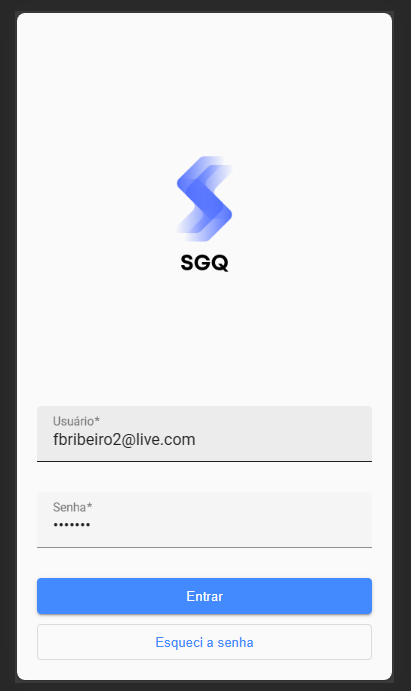 SGQ
Usuário*
fbribeiro2@live.com
Senha*
•••••••
Entrar
Esqueci a senha